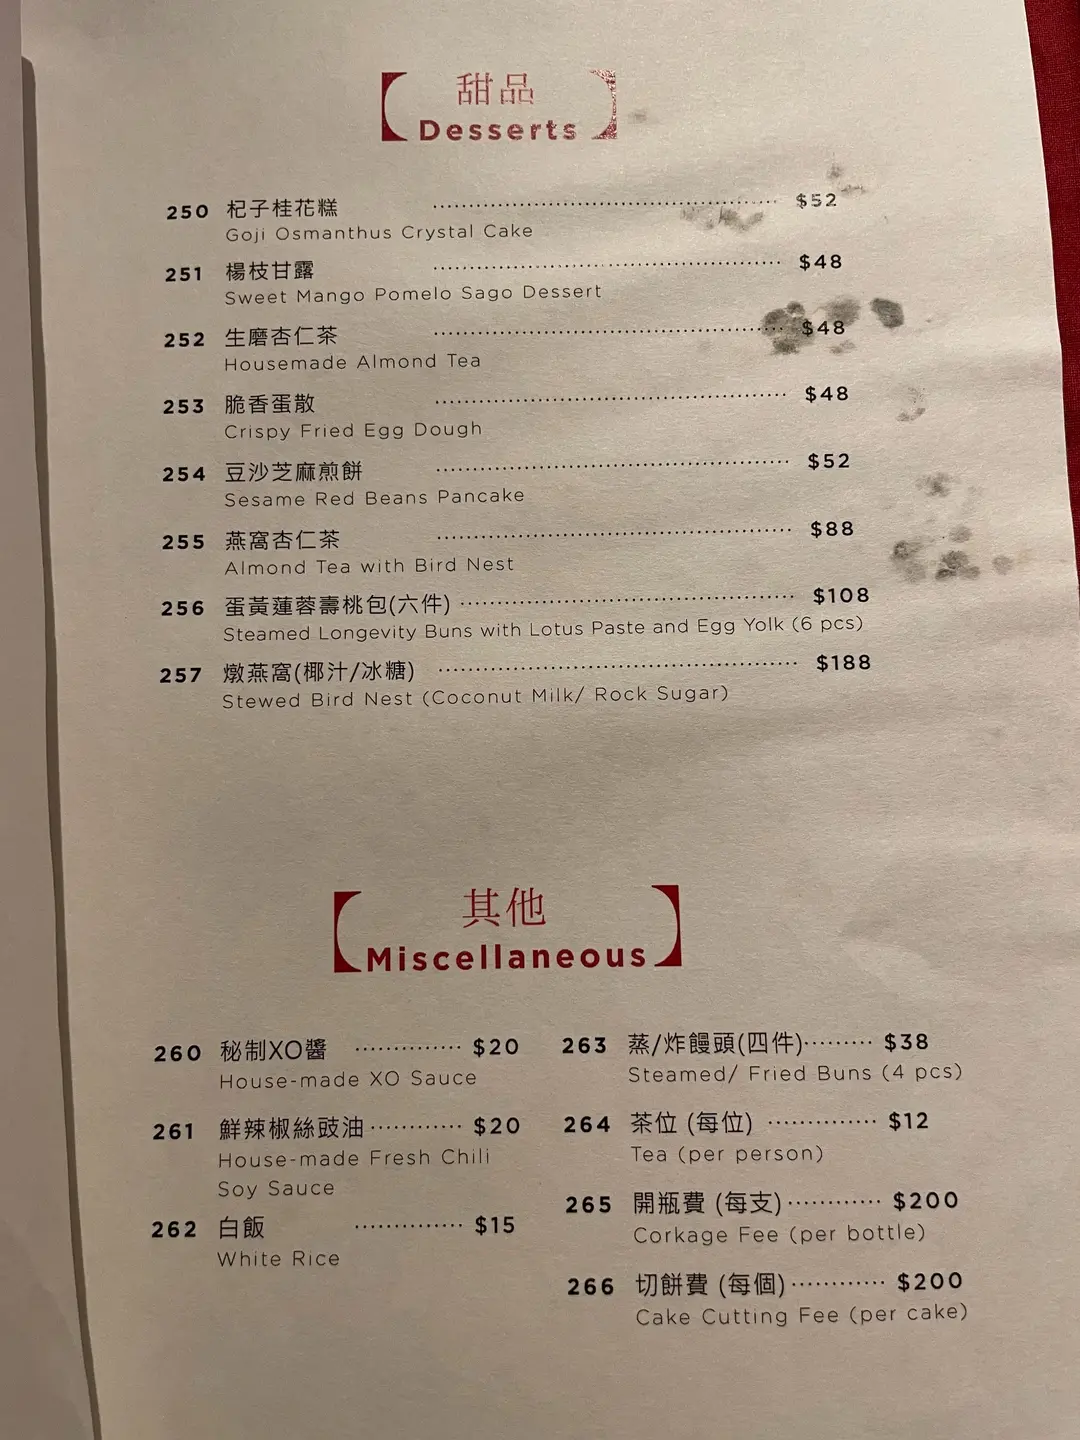 甜品
Desserts
250 杞子桂花糕 $52
Goji Osmanthus Crystal Cake
251 楊枝甘露 $48
Sweet Mango Pomelo Sago Dessert
252 生磨杏仁茶 $48
Housemade Almond Tea
253 脆香蛋散 $48
Crispy Fried Egg Dough
254 豆沙芝麻煎餅 $52
Sesame Red Beans Pancake
255 燕窩杏仁茶 $88
Almond Tea with Bird Nest
256 蛋黃蓮蓉壽桃包(六件) $108
Steamed Longevity Buns with Lotus Paste and Egg Yolk (6 pcs)
257 燉燕窩(椰汁/冰糖) $188
Stewed Bird Nest (Coconut Milk/ Rock Sugar)
其他
Miscellaneous
260 秘制XO醬 $20
House-made XO Sauce
261 鮮辣椒絲豉油 $20
House-made Fresh Chili
Soy Sauce
262 白飯 $15
White Rice
263 蒸/炸饅頭(四件) $38
Steamed/ Fried Buns (4 pcs)
264 茶位 (每位) $12
Tea (per person)
265 開瓶費 (每支) $200
Corkage Fee (per bottle)
266 切餅費 (每個) $200
Cake Cutting Fee (per cake)